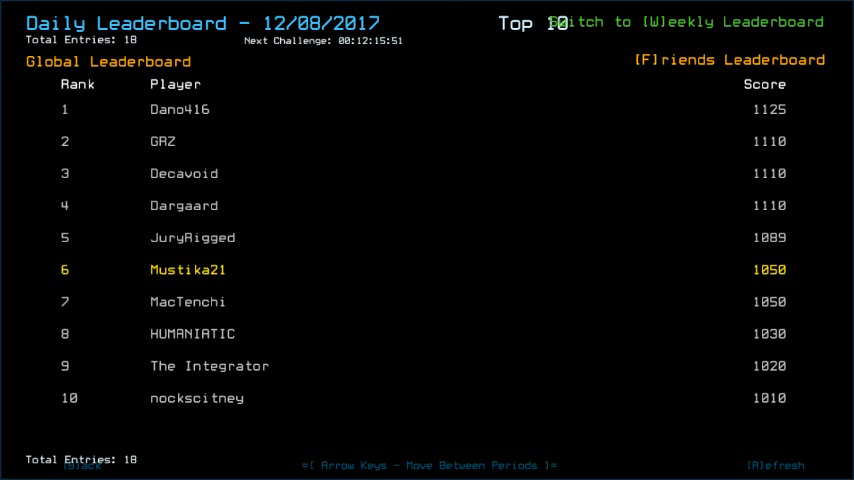 Daily Leaderboard - 12/08/2017 Top 10 Switch to [W]eekly Leaderboard
Total Entries: 18 Next Challenge: 00:12:15:51
Global Leaderboard [F]riends Leaderboard
Rank Player Score
1 Dano416 1125
2 GRZ 1110
3 Decavoid 1110
4 Dargaard 1110
5 JuryRigged 1089
6 Mustika21 1050
7 MacTenchi 1050
8 HUMANIATIC 1030
9 The Integrator 1020
10 nockscitney 1010
Total Entries: 18
[B]ack =[ Arrow Keys - Move Between Periods ]= [R]efresh